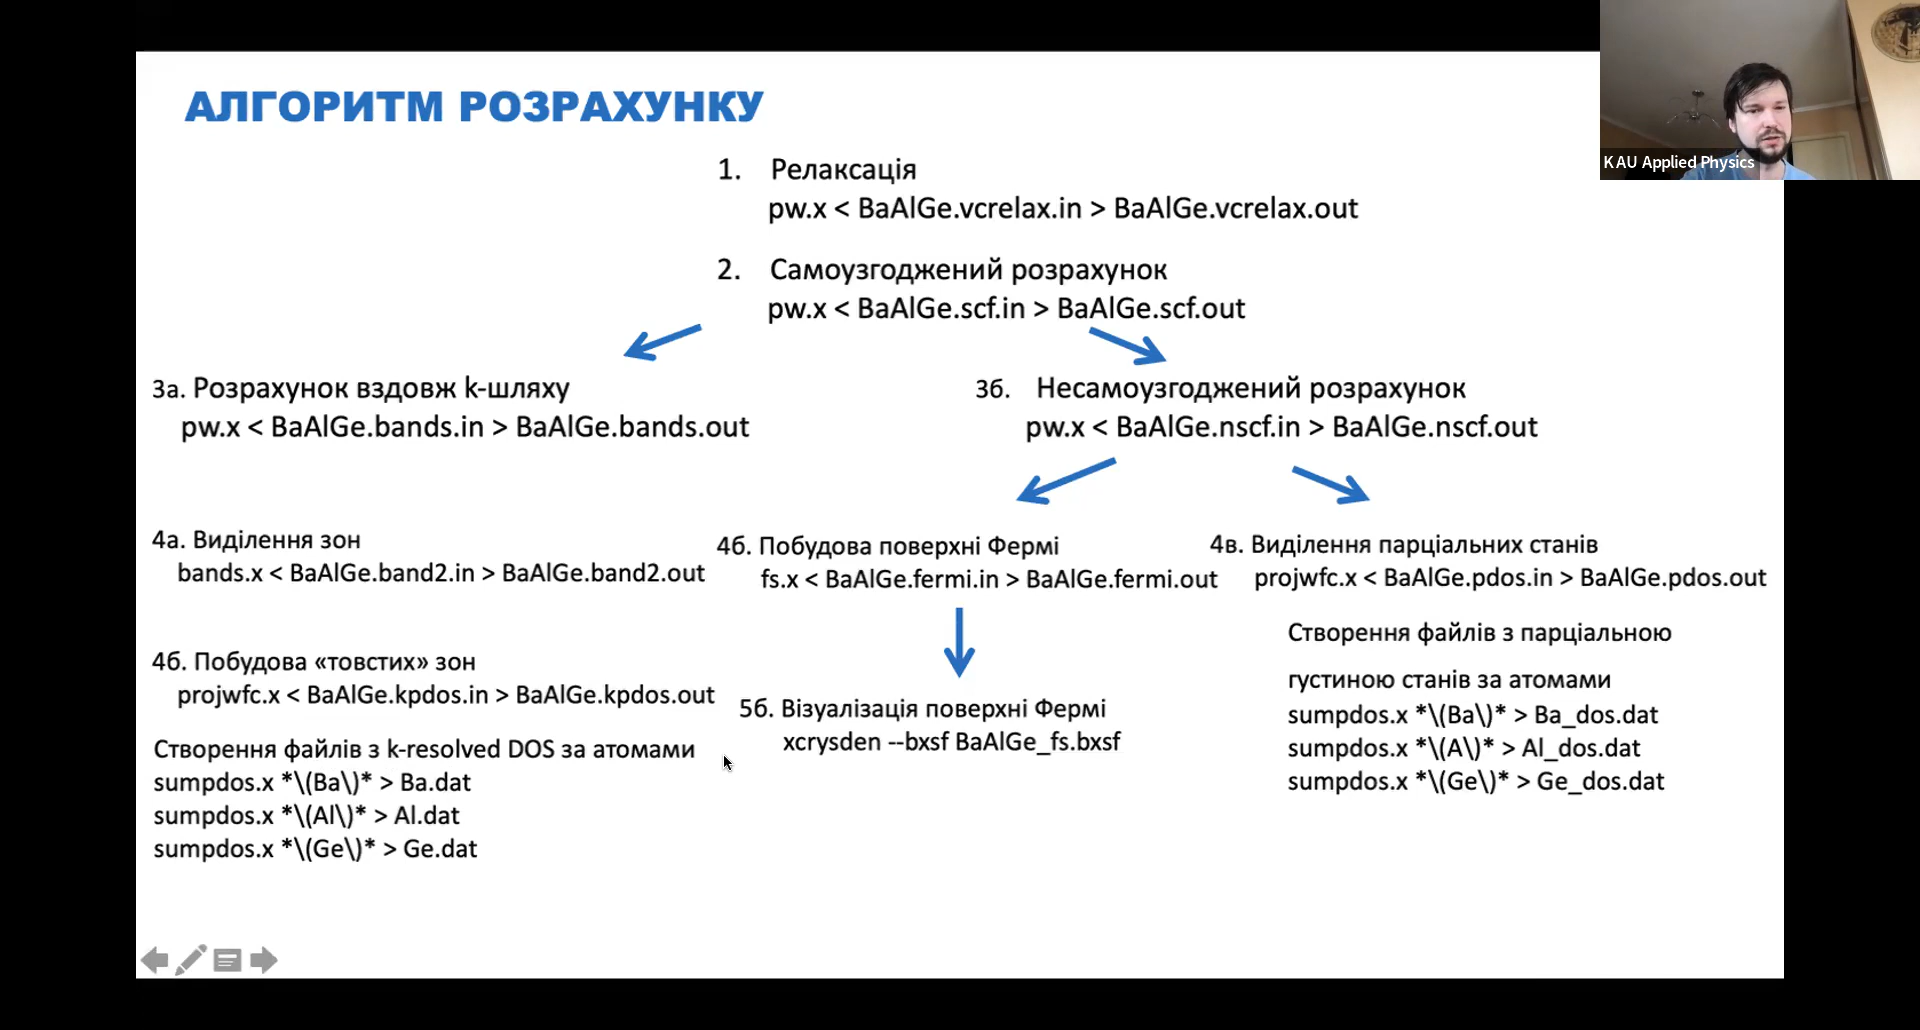 АЛГОРИТМ РОЗРАХУНКУ
K AU Applied Physics
1. Релаксація
pw.x < BaAlGe.vcrelax.in > BaAlGe.vcrelax.out
2. Самоузгоджений розрахунок
pw.x < BaAlGe.scf.in > BaAlGe.scf.out
3а. Розрахунок вздовж k-шляху
pw.x < BaAlGe.bands.in > BaAlGe.bands.out
3б. Несамоузгоджений розрахунок
pw.x < BaAlGe.nscf.in > BaAlGe.nscf.out
4а. Виділення зон
bands.x < BaAlGe.band2.in > BaAlGe.band2.out
4б. Побудова «товстих» зон
projwfc.x < BaAlGe.kpdos.in > BaAlGe.kpdos.out
Створення файлів з k-resolved DOS за атомами
sumpdos.x *\(Ba\)* > Ba.dat
sumpdos.x *\(Al\)* > Al.dat
sumpdos.x *\(Ge\)* > Ge.dat
4б. Побудова поверхні Фермі
fs.x < BaAlGe.fermi.in > BaAlGe.fermi.out
5б. Візуалізація поверхні Фермі
xcrysden --bxsf BaAlGe_fs.bxsf
4в. Виділення парціальних станів
projwfc.x < BaAlGe.pdos.in > BaAlGe.pdos.out
Створення файлів з парціальною
густиною станів за атомами
sumpdos.x *\(Ba\)* > Ba_dos.dat
sumpdos.x *\(A\)* > Al_dos.dat
sumpdos.x *\(Ge\)* > Ge_dos.dat